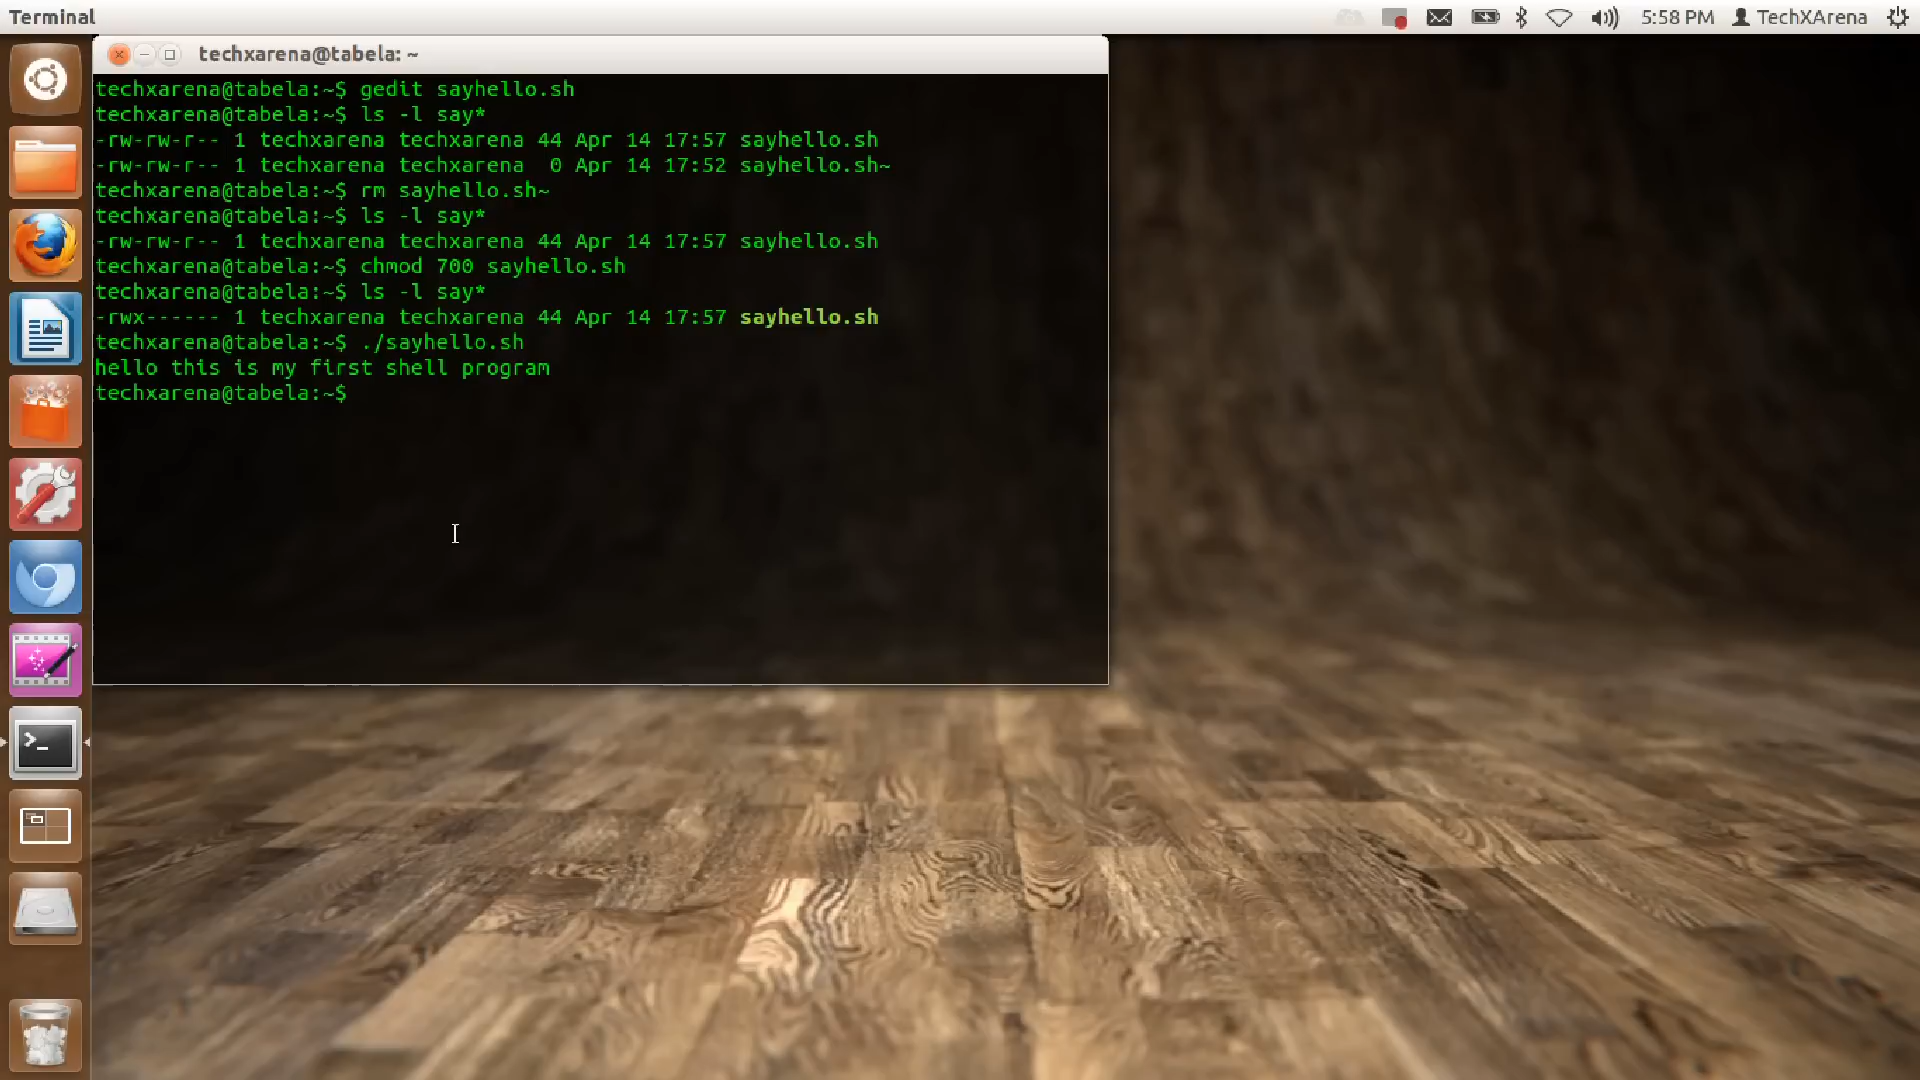 Terminal
5:58 PM TechXArena
techxarena@tabela: ~
techxarena@tabela:~$ gedit sayhello.sh
techxarena@tabela:~$ ls -l say*
-rw-rw-r-- 1 techxarena techxarena 44 Apr 14 17:57 sayhello.sh
-rw-rw-r-- 1 techxarena techxarena  0 Apr 14 17:52 sayhello.sh~
techxarena@tabela:~$ rm sayhello.sh~
techxarena@tabela:~$ ls -l say*
-rw-rw-r-- 1 techxarena techxarena 44 Apr 14 17:57 sayhello.sh
techxarena@tabela:~$ chmod 700 sayhello.sh
techxarena@tabela:~$ ls -l say*
-rwx------ 1 techxarena techxarena 44 Apr 14 17:57 sayhello.sh
techxarena@tabela:~$ ./sayhello.sh
hello this is my first shell program
techxarena@tabela:~$